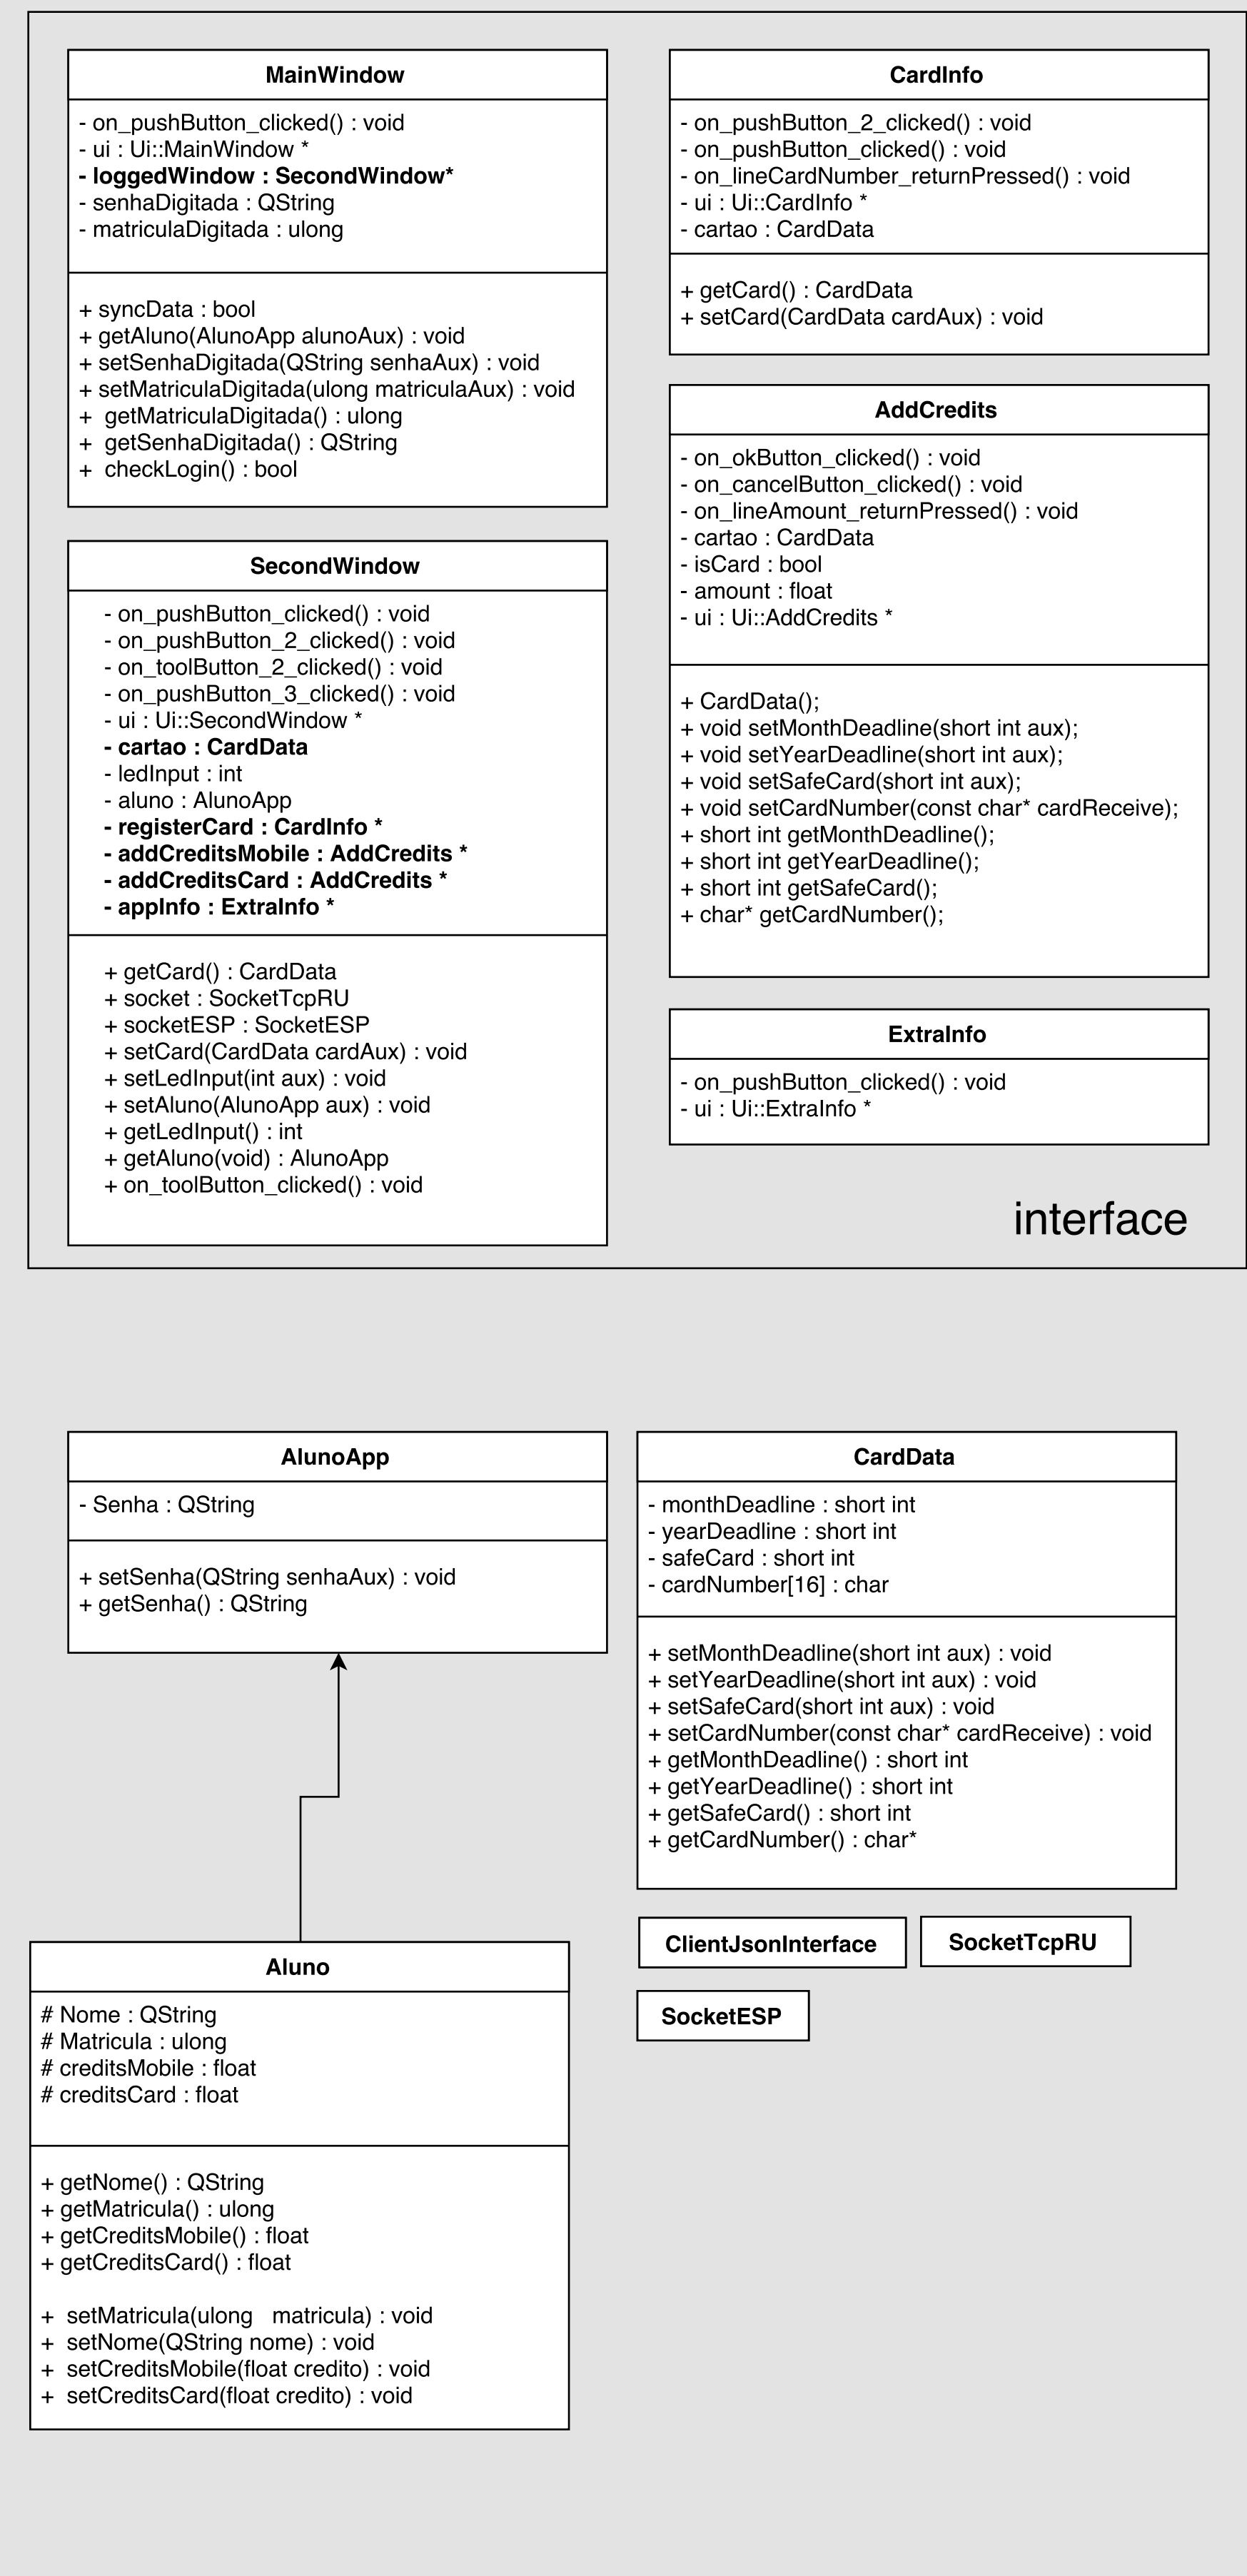 MainWindow
- on_pushButton_clicked() : void
- ui : Ui::MainWindow *
- loggedWindow : SecondWindow*
- senhaDigitada : QString
- matriculaDigitada : ulong
+ syncData : bool
+ getAluno(AlunoApp alunoAux) : void
+ setSenhaDigitada(QString senhaAux) : void
+ setMatriculaDigitada(ulong matriculaAux) : void
+  getMatriculaDigitada() : ulong
+  getSenhaDigitada() : QString
+  checkLogin() : bool
SecondWindow
- on_pushButton_clicked() : void
- on_pushButton_2_clicked() : void
- on_toolButton_2_clicked() : void
- on_pushButton_3_clicked() : void
- ui : Ui::SecondWindow *
- cartao : CardData
- ledInput : int
- aluno : AlunoApp
- registerCard : CardInfo *
- addCreditsMobile : AddCredits *
- addCreditsCard : AddCredits *
- appInfo : ExtraInfo *
+ getCard() : CardData
+ socket : SocketTcpRU
+ socketESP : SocketESP
+ setCard(CardData cardAux) : void
+ setLedInput(int aux) : void
+ setAluno(AlunoApp aux) : void
+ getLedInput() : int
+ getAluno(void) : AlunoApp
+ on_toolButton_clicked() : void
CardInfo
- on_pushButton_2_clicked() : void
- on_pushButton_clicked() : void
- on_lineCardNumber_returnPressed() : void
- ui : Ui::CardInfo *
- cartao : CardData
+ getCard() : CardData
+ setCard(CardData cardAux) : void
AddCredits
- on_okButton_clicked() : void
- on_cancelButton_clicked() : void
- on_lineAmount_returnPressed() : void
- cartao : CardData
- isCard : bool
- amount : float
- ui : Ui::AddCredits *
+ CardData();
+ void setMonthDeadline(short int aux);
+ void setYearDeadline(short int aux);
+ void setSafeCard(short int aux);
+ void setCardNumber(const char* cardReceive);
+ short int getMonthDeadline();
+ short int getYearDeadline();
+ short int getSafeCard();
+ char* getCardNumber();
ExtraInfo
- on_pushButton_clicked() : void
- ui : Ui::ExtraInfo *
interface
AlunoApp
- Senha : QString
+ setSenha(QString senhaAux) : void
+ getSenha() : QString
CardData
- monthDeadline : short int
- yearDeadline : short int
- safeCard : short int
- cardNumber[16] : char
+ setMonthDeadline(short int aux) : void
+ setYearDeadline(short int aux) : void
+ setSafeCard(short int aux) : void
+ setCardNumber(const char* cardReceive) : void
+ getMonthDeadline() : short int
+ getYearDeadline() : short int
+ getSafeCard() : short int
+ getCardNumber() : char*
ClientJsonInterface
SocketTcpRU
SocketESP
Aluno
# Nome : QString
# Matricula : ulong
# creditsMobile : float
# creditsCard : float
+ getNome() : QString
+ getMatricula() : ulong
+ getCreditsMobile() : float
+ getCreditsCard() : float
+  setMatricula(ulong   matricula) : void
+  setNome(QString nome) : void
+  setCreditsMobile(float credito) : void
+  setCreditsCard(float credito) : void